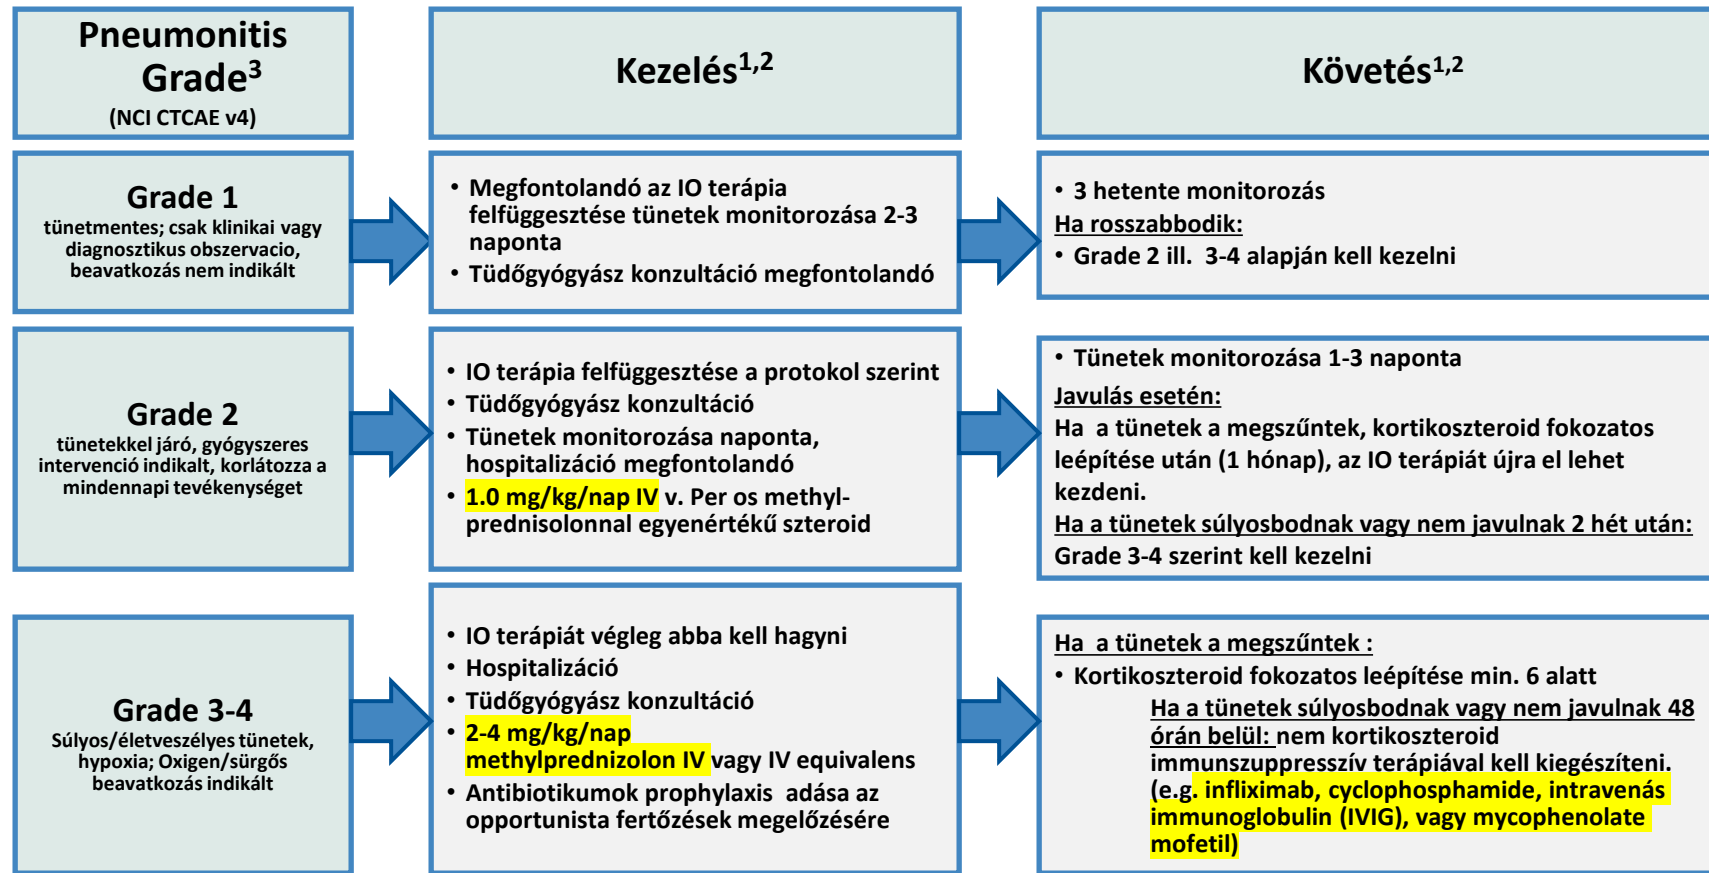 Pneumonitis
Grade3
(NCI CTCAE v4)
Kezelés1,2
Követés1,2
Grade 1
tünetmentes; csak klinikai vagy
diagnosztikus obszervacio,
beavatkozás nem indikált
• Megfontolandó az IO terápia
felfüggesztése tünetek monitorozása 2-3
naponta
• Tüdőgyógyász konzultáció megfontolandó
• 3 hetente monitorozás
Ha rosszabbodik:
• Grade 2 ill. 3-4 alapján kell kezelni
Grade 2
tünetekkel járó, gyógyszeres
intervenció indikalt, korlátozza a
mindennapi tevékenységet
• IO terápia felfüggesztése a protokol szerint
• Tüdőgyógyász konzultáció
• Tünetek monitorozása naponta,
hospitalizáció megfontolandó
• 1.0 mg/kg/nap IV v. Per os methyl-
prednisolonnal egyenértékű szteroid
• Tünetek monitorozása 1-3 naponta
Javulás esetén:
Ha a tünetek a megszűntek, kortikoszteroid fokozatos
leépítése után (1 hónap), az IO terápiát újra el lehet
kezdeni.
Ha a tünetek súlyosbodnak vagy nem javulnak 2 hét után:
Grade 3-4 szerint kell kezelni
Grade 3-4
Súlyos/életveszélyes tünetek,
hypoxia; Oxigen/sürgős
beavatkozás indikált
• IO terápiát végleg abba kell hagyni
• Hospitalizáció
• Tüdőgyógyász konzultáció
• 2-4 mg/kg/nap
methylprednizolon IV vagy IV equivalens
• Antibiotikumok prophylaxis adása az
opportunista fertőzések megelőzésére
Ha a tünetek a megszűntek :
• Kortikoszteroid fokozatos leépítése min. 6 alatt
Ha a tünetek súlyosbodnak vagy nem javulnak 48
órán belül: nem kortikoszteroid
immunszuppresszív terápiával kell kiegészíteni.
(e.g. infliximab, cyclophosphamide, intravenás
immunoglobulin (IVIG), vagy mycophenolate
mofetil)